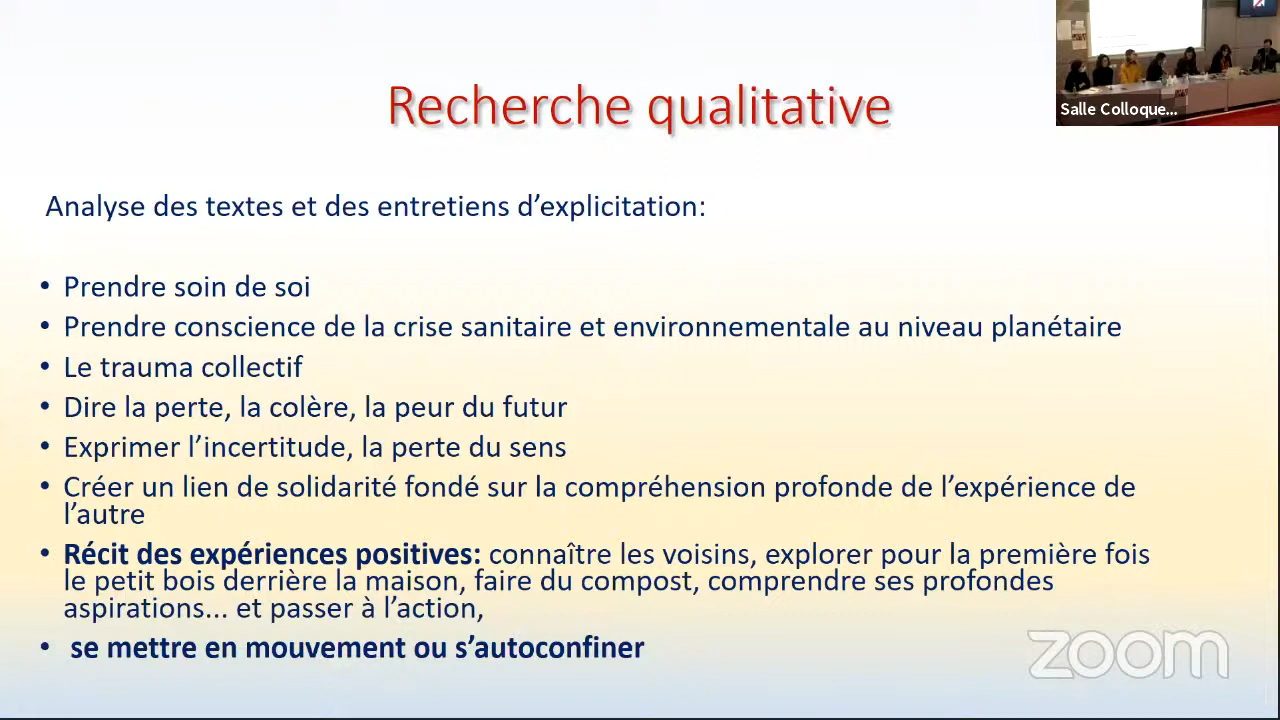 Recherche qualitative
Salle Colloque...
Analyse des textes et des entretiens d’explicitation:
• Prendre soin de soi
• Prendre conscience de la crise sanitaire et environnementale au niveau planétaire
• Le trauma collectif
• Dire la perte, la colère, la peur du futur
• Exprimer l’incertitude, la perte du sens
• Créer un lien de solidarité fondé sur la compréhension profonde de l’expérience de
l’autre
• Récit des expériences positives: connaître les voisins, explorer pour la première fois
le petit bois derrière la maison, faire du compost, comprendre ses profondes
aspirations... et passer à l’action,
• se mettre en mouvement ou s’autoconfiner
zoom